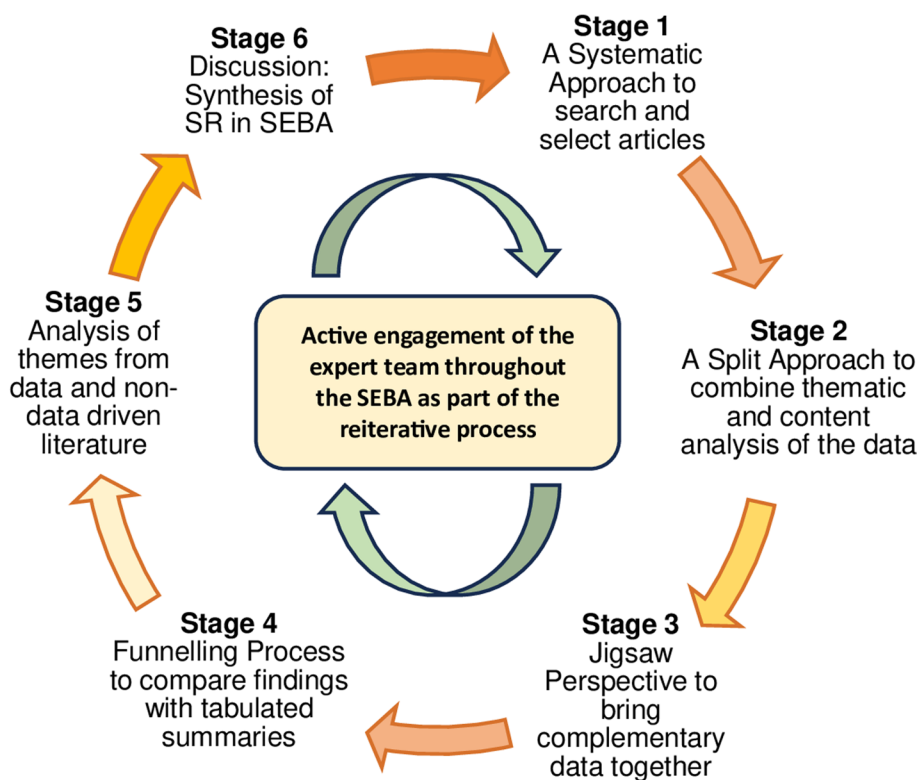 Stage 1
A Systematic
Approach to
search and
select articles
Stage 2
A Split Approach to
combine thematic
and content
analysis of the data
Stage 3
Jigsaw
Perspective to
bring
complementary
data together
Stage 4
Funnelling Process
to compare findings
with tabulated
summaries
Stage 5
Analysis of
themes from
data and non-
data driven
literature
Stage 6
Discussion:
Synthesis of
SR in SEBA
Active engagement of the
expert team throughout
the SEBA as part of the
reiterative process